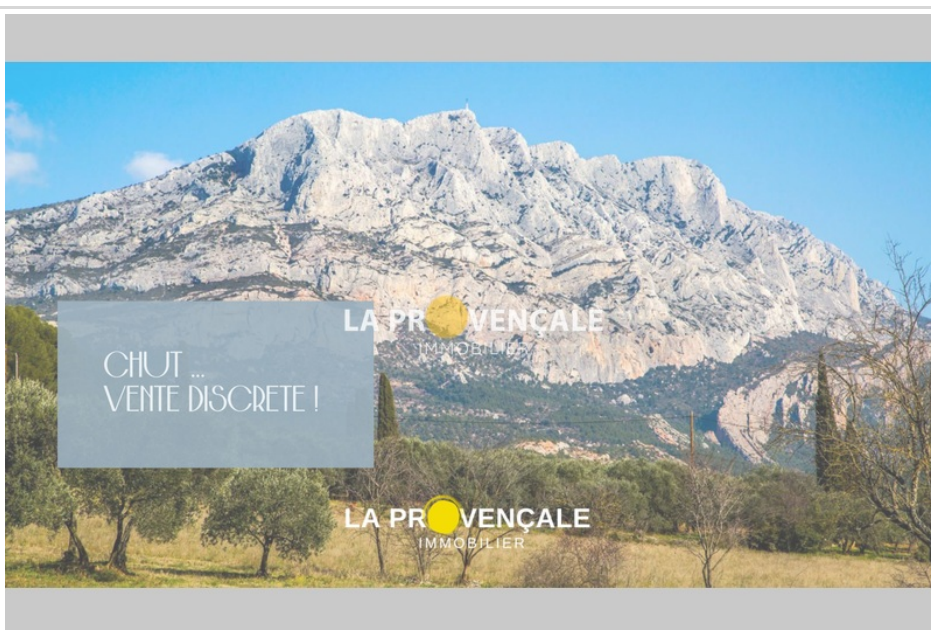 LA PROVENÇALE
IMMOBILIER
CHUT ...
VENTE DISCRETE !
LA PROVENÇALE
IMMOBILIER